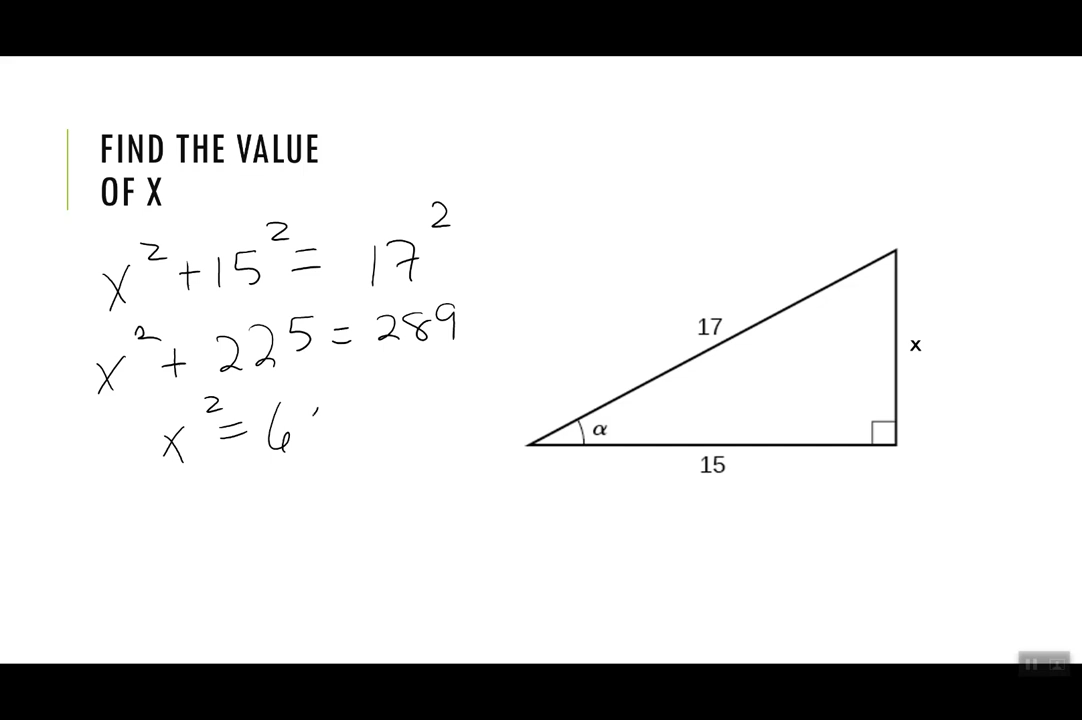 FIND THE VALUE
OF X
x² + 15² = 17²
x² + 225 = 289
x² = 6
17
x
α
15